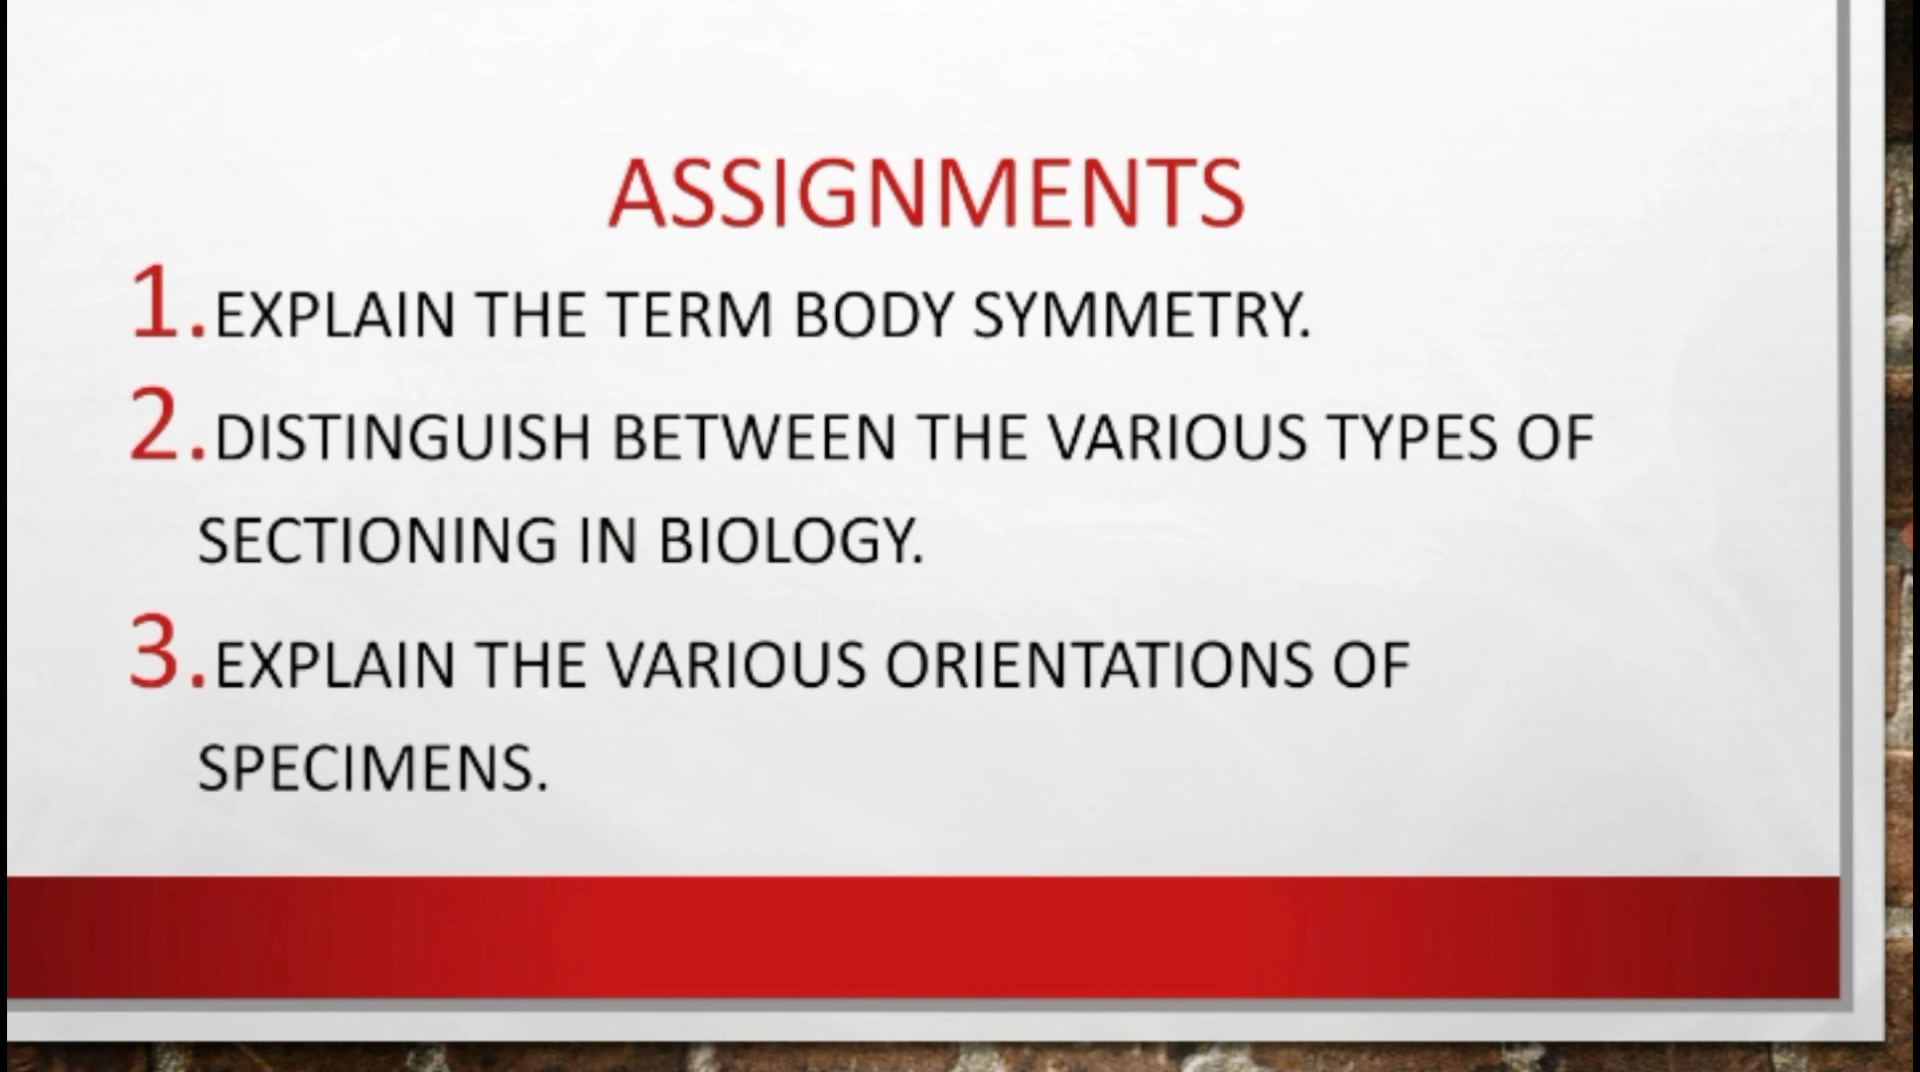 ASSIGNMENTS
1.EXPLAIN THE TERM BODY SYMMETRY.
2.DISTINGUISH BETWEEN THE VARIOUS TYPES OF
SECTIONING IN BIOLOGY.
3.EXPLAIN THE VARIOUS ORIENTATIONS OF
SPECIMENS.